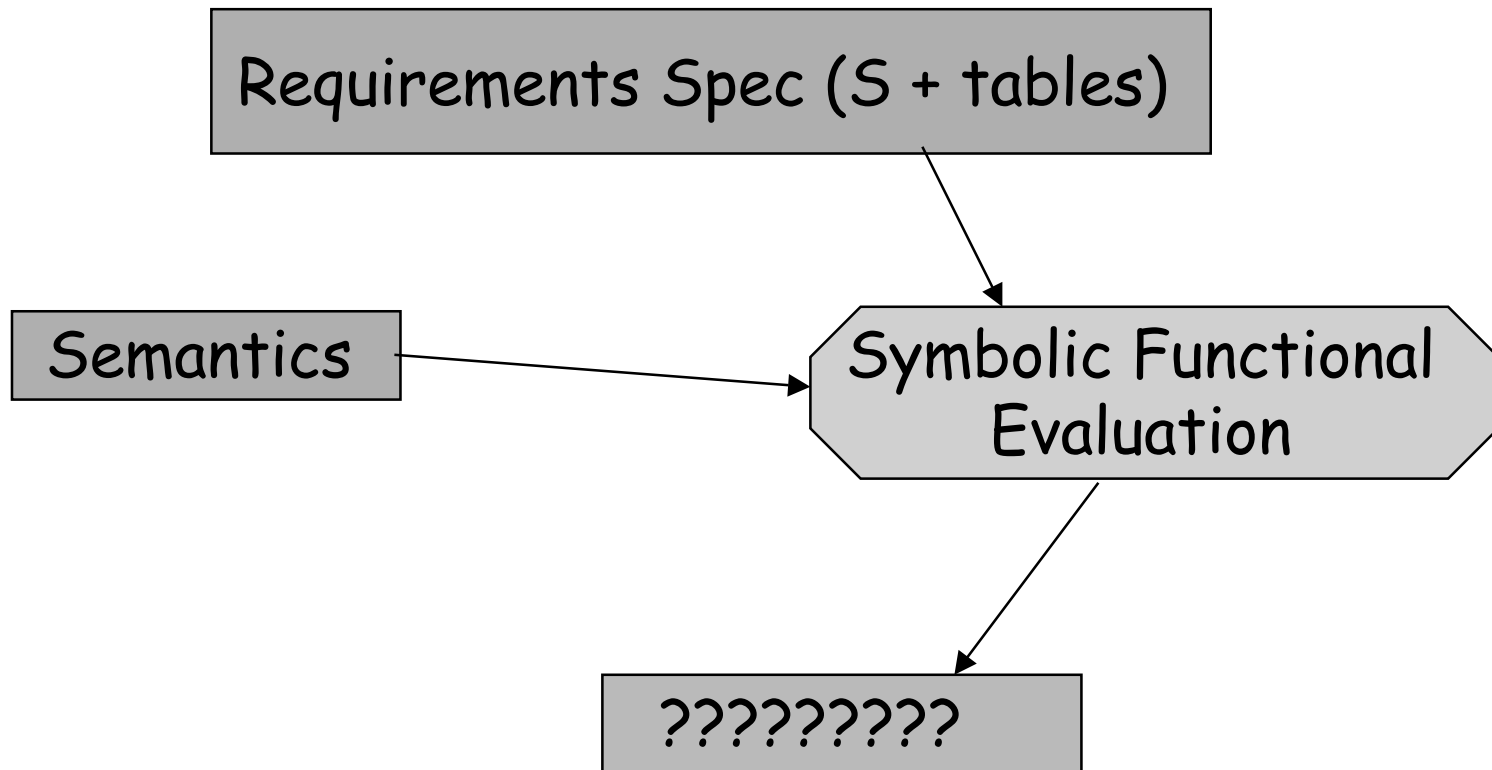 Requirements Spec (S + tables)
Semantics
Symbolic Functional
Evaluation
?????????